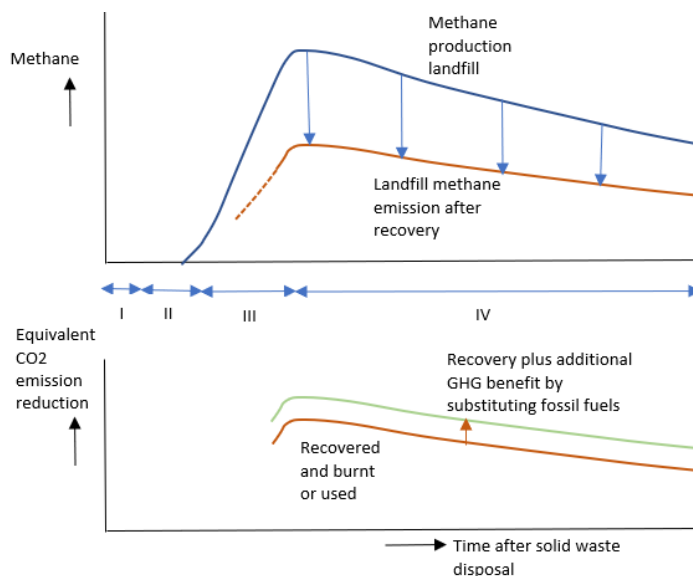 Methane
production
landfill
Methane
Landfill methane
emission after
recovery
I
II
III
IV
Equivalent
CO2
emission
reduction
Recovery plus additional
GHG benefit by
substituting fossil fuels
Recovered
and burnt
or used
Time after solid waste
disposal